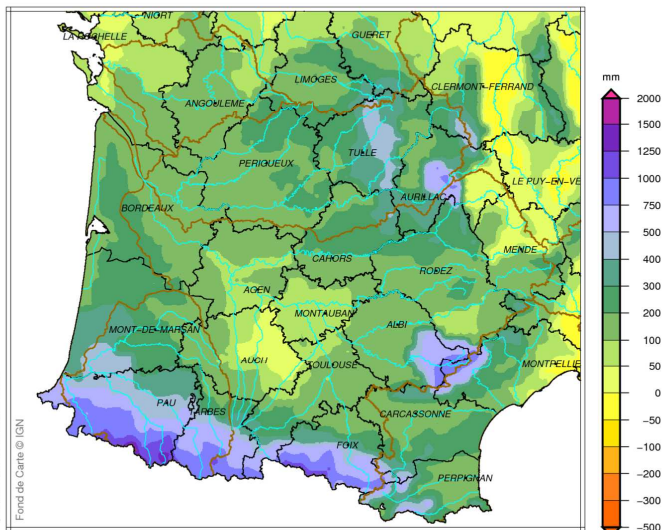 NIORT
LA ROCHELLE
GUERET
LIMOGES
CLERMONT-FERRAND
ANGOULEME
TULLE
PERIGUEUX
LE PUY-EN-VE
AURILLAC
BORDEAUX
MENDE
CAHORS
RODEZ
AGEN
MONTAUBAN
ALBI
MONT-DE-MARSAN
AUCH
TOULOUSE
MONTPELLIE
PAU
TARBES
CARCASSONNE
FOIX
PERPIGNAN
Fond de Carte © IGN
mm
2000
1500
1250
1000
750
500
400
300
200
100
50
0
-50
-100
-200
-300
-500